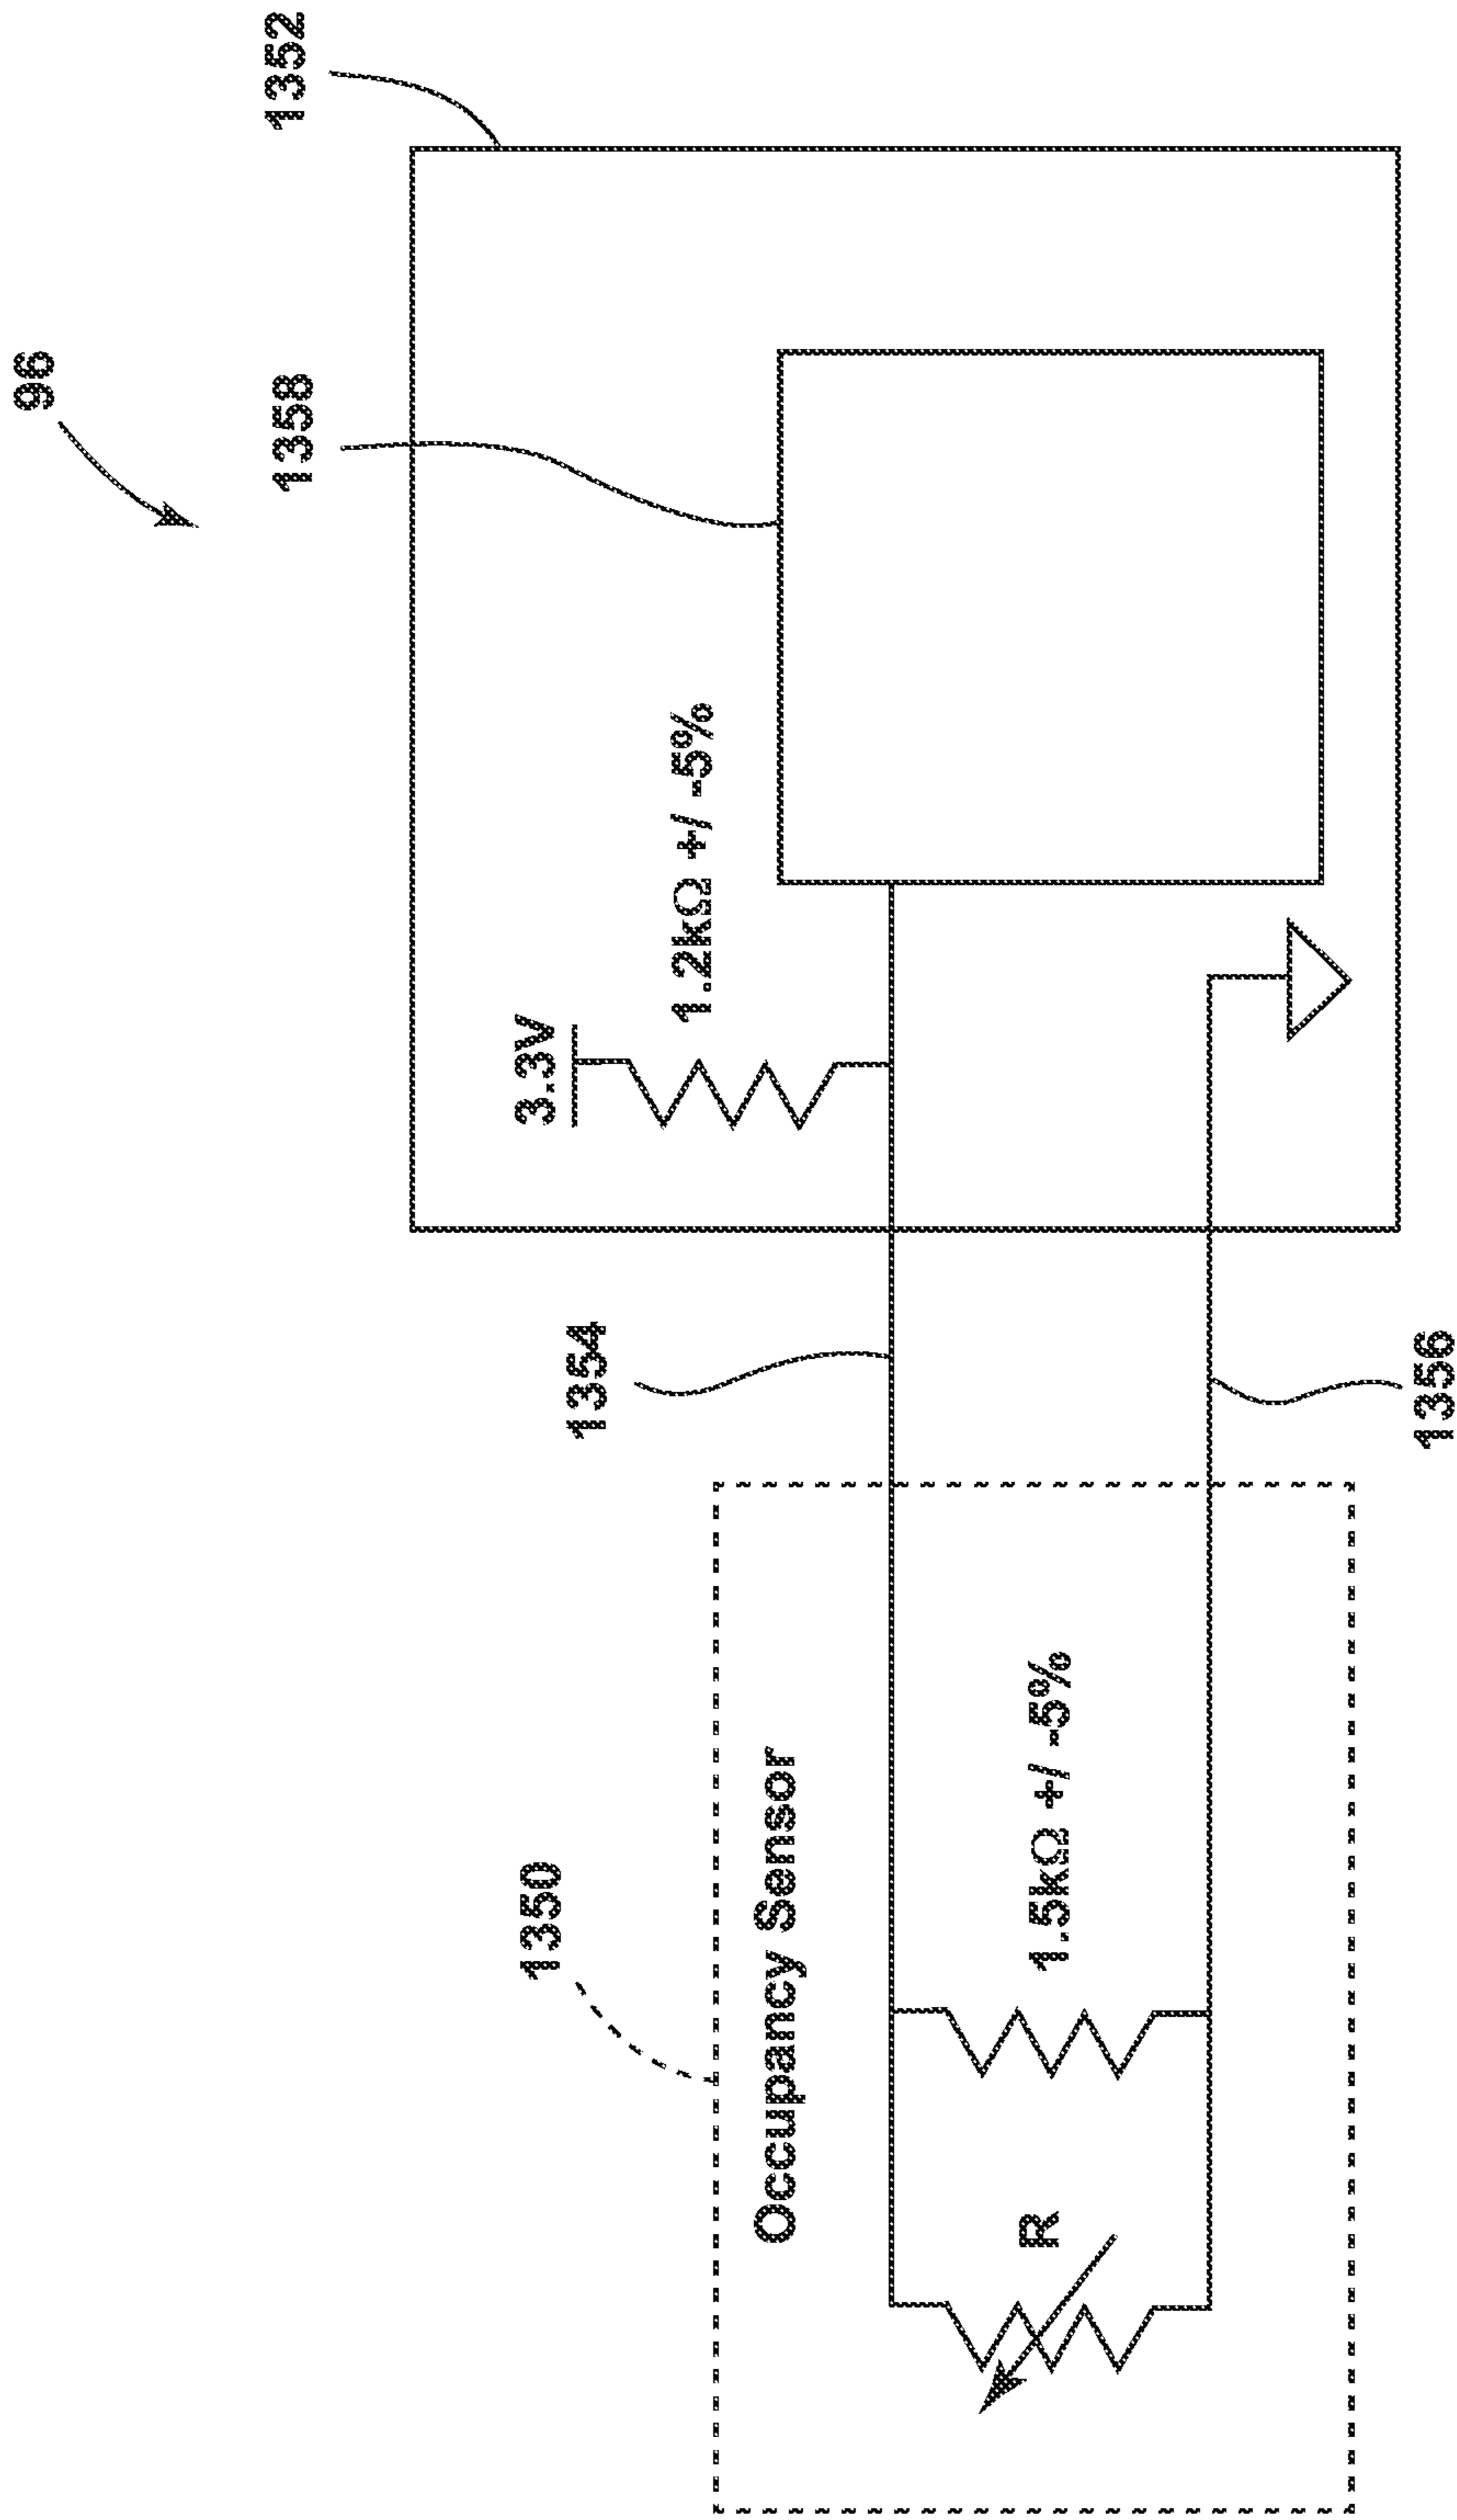 96
1352
1358
3.3V
1.2kΩ +/ -5%
1354
1350
Occupancy Sensor
1.5kΩ +/ -5%
R
1356